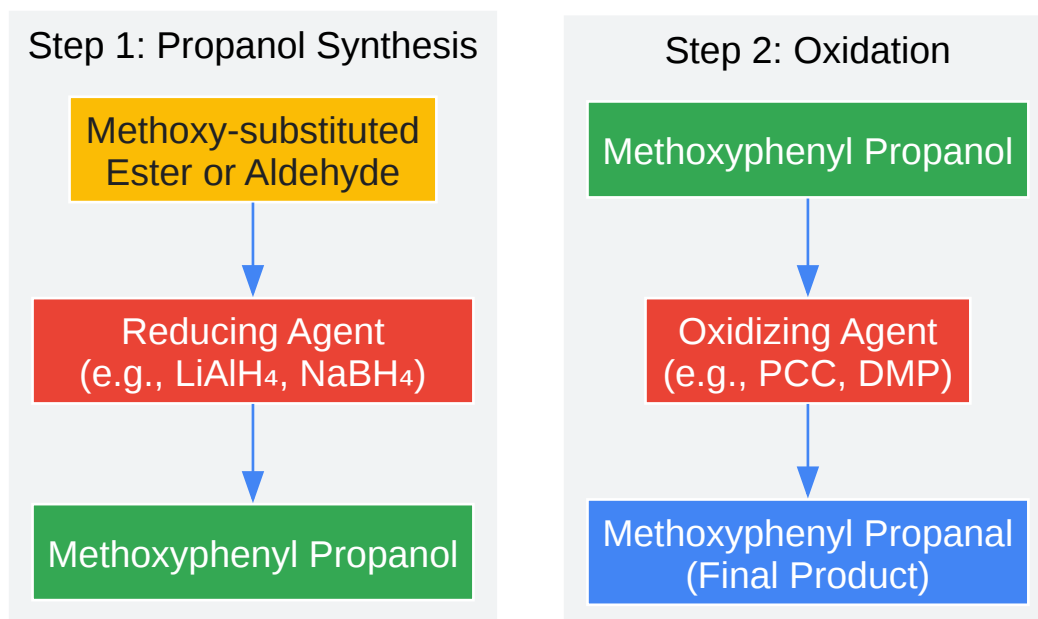 Step 1: Propanol Synthesis
Methoxy-substituted
Ester or Aldehyde
Reducing Agent
(e.g., LiAlH₄, NaBH₄)
Methoxyphenyl Propanol
Step 2: Oxidation
Methoxyphenyl Propanol
Oxidizing Agent
(e.g., PCC, DMP)
Methoxyphenyl Propanal
(Final Product)